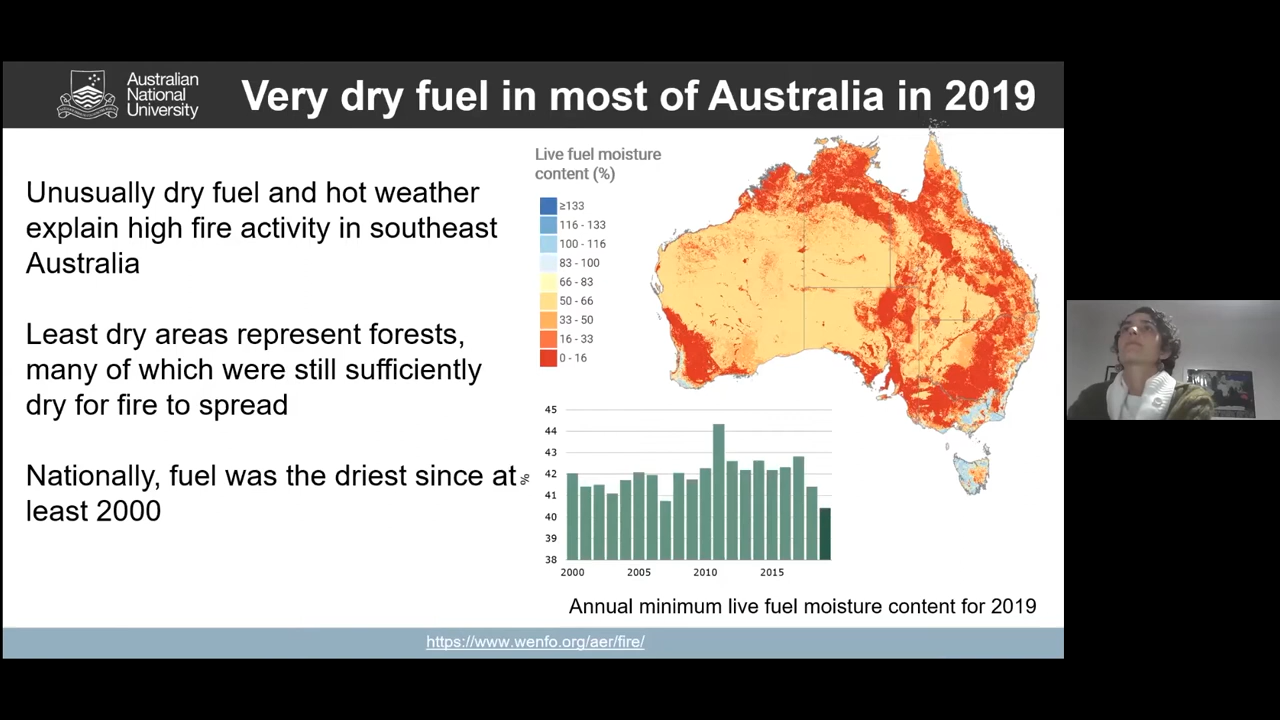 Australian
National
University
Very dry fuel in most of Australia in 2019
Unusually dry fuel and hot weather
explain high fire activity in southeast
Australia
Least dry areas represent forests,
many of which were still sufficiently
dry for fire to spread
Nationally, fuel was the driest since at
least 2000
Live fuel moisture
content (%)
≥133
116 - 133
100 - 116
83 - 100
66 - 83
50 - 66
33 - 50
16 - 33
0 - 16
45
44
43
42
41
40
39
38
%
2000
2005
2010
2015
Annual minimum live fuel moisture content for 2019
https://www.wenfo.org/aer/fire/